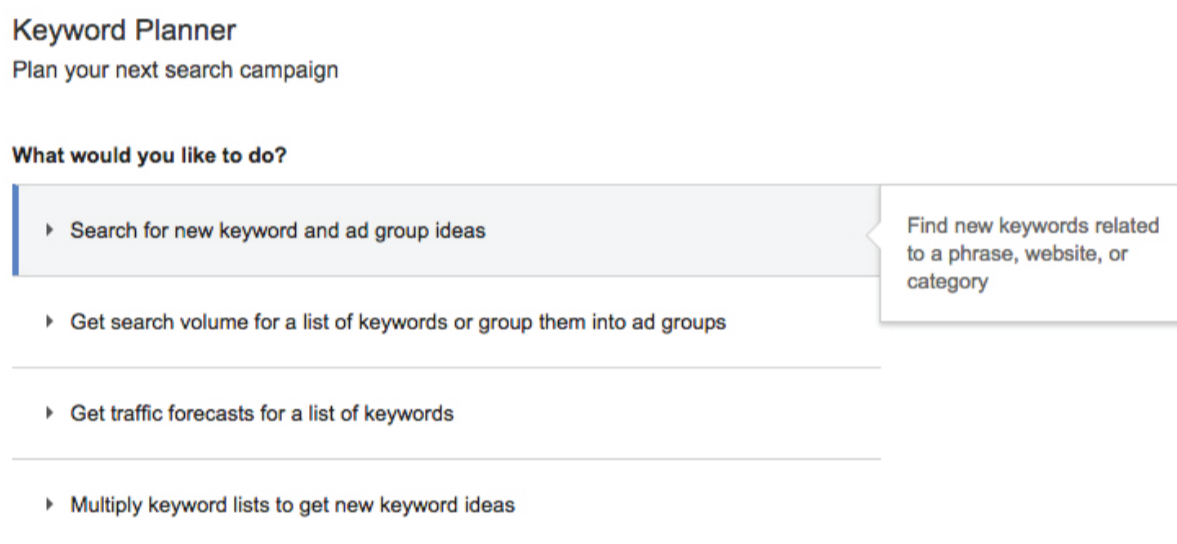 Keyword Planner
Plan your next search campaign
What would you like to do?
Search for new keyword and ad group ideas
Find new keywords related
to a phrase, website, or
category
Get search volume for a list of keywords or group them into ad groups
Get traffic forecasts for a list of keywords
Multiply keyword lists to get new keyword ideas